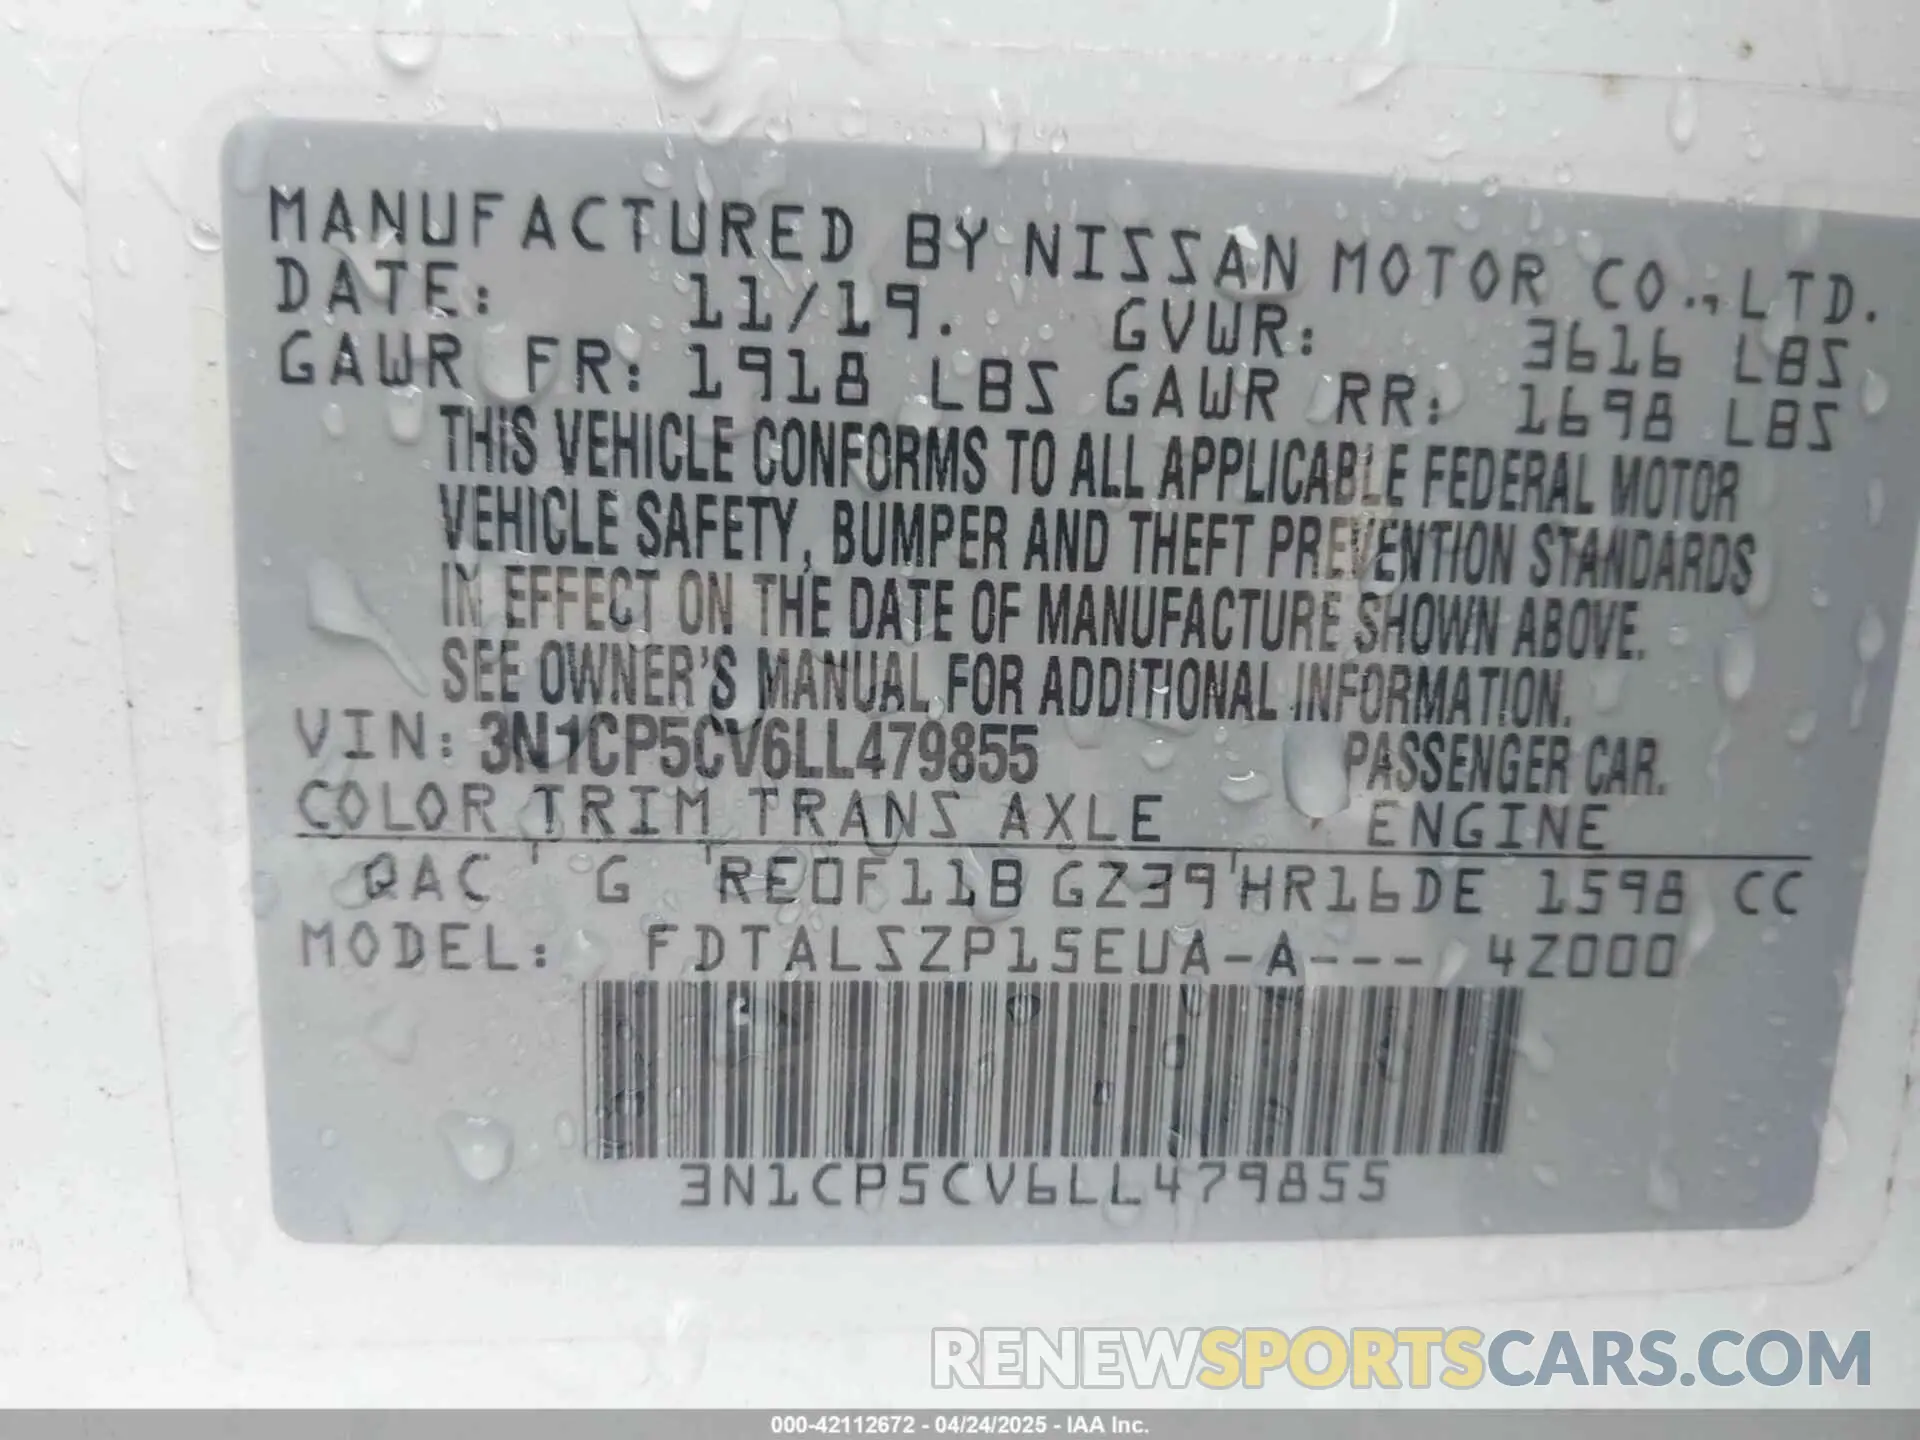 MANUFACTURED BY NISSAN MOTOR CO., LTD.
DATE: 11/19. GVWR: 3616 LBS
GAWR FR: 1918 LBS GAWR RR: 1698 LBS
THIS VEHICLE CONFORMS TO ALL APPLICABLE FEDERAL MOTOR
VEHICLE SAFETY, BUMPER AND THEFT PREVENTION STANDARDS
IN EFFECT ON THE DATE OF MANUFACTURE SHOWN ABOVE.
SEE OWNER'S MANUAL FOR ADDITIONAL INFORMATION.
VIN: 3N1CP5CV6LL479855 PASSENGER CAR.
COLOR TRIM TRANS AXLE ENGINE
QAC G RE0F11B GZ39 HR16DE 1598 CC
MODEL: FDTALSZP15EUA-A--- 4Z000
3N1CP5CV6LL479855
RENEWSPORTSCARS.COM
000-42112672 - 04/24/2025 - IAA Inc.